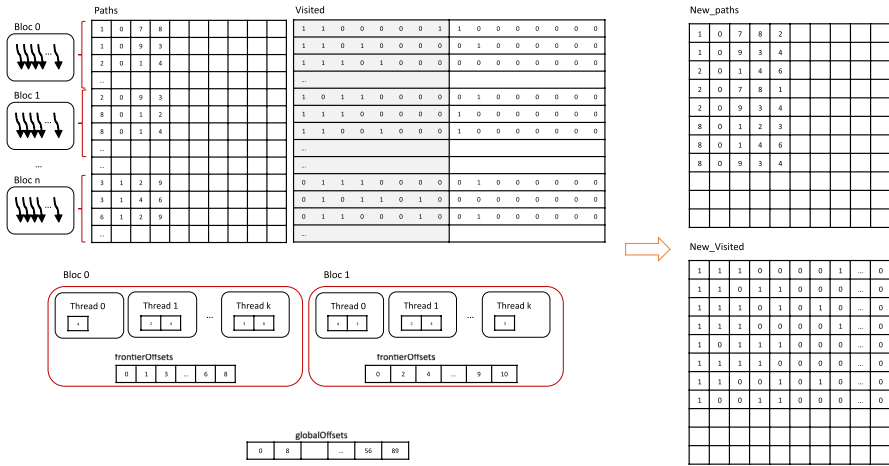 Paths
Visited
New_paths
Bloc 0
1 0 7 8
1 0 9 3
2 0 1 4
...
1 1 0 0 0 0 0 1 1 0 0 0 0 0 0 0
1 1 0 1 0 0 0 0 0 1 0 0 0 0 0 0
1 1 1 0 1 0 0 0 0 0 0 0 0 0 0 0
...
Bloc 1
2 0 9 3
8 0 1 2
8 0 1 4
...
...
1 0 1 1 0 0 0 0 0 1 0 0 0 0 0 0
1 1 1 0 0 0 0 0 1 0 0 0 0 0 0 0
1 1 0 0 1 0 0 0 0 0 0 0 0 0 0 0
...
...
...
Bloc n
3 1 2 9
3 1 4 6
6 1 2 9
...
0 1 1 1 0 0 0 0 0 1 0 0 0 0 0 0
0 1 0 1 1 0 1 0 0 0 0 0 0 0 0 0
0 1 1 0 0 0 1 0 0 1 0 0 0 0 0 0
...
1 0 7 8 2
1 0 9 3 4
2 0 1 4 6
2 0 7 8 1
2 0 9 3 4
8 0 1 2 3
8 0 1 4 6
8 0 9 3 4
New_Visited
1 1 1 0 0 0 0 1 ... 0
1 1 0 1 1 0 0 0 ... 0
1 1 1 0 1 0 1 0 ... 0
1 1 1 0 0 0 0 1 ... 0
1 0 1 1 1 0 0 0 ... 0
1 1 1 1 0 0 0 0 ... 0
1 1 0 0 1 0 1 0 ... 0
1 0 0 1 1 0 0 0 ... 0
Bloc 0
Bloc 1
Thread 0
Thread 1
...
Thread k
Thread 0
Thread 1
...
Thread k
frontierOffsets
0 1 3 ... 6 8
frontierOffsets
0 2 4 ... 9 10
globalOffsets
0 8 ... 56 89